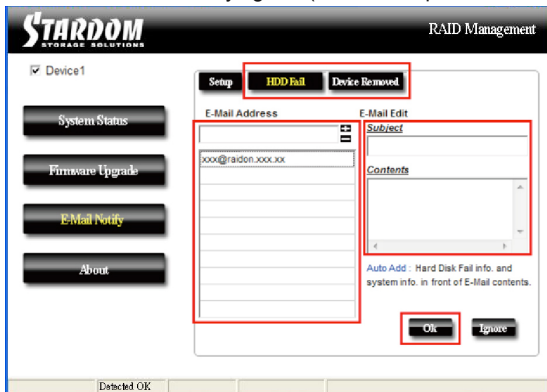 STARDOM
STORAGE SOLUTIONS
RAID Management
Device1
Setup
HDD Fail
Device Removed
System Status
Firmware Upgrade
E-Mail Notify
About
E-Mail Address
xxx@raidon.xxx.xx
E-Mail Edit
Subject
Contents
Auto Add : Hard Disk Fail info. and
system info. in front of E-Mail contents.
Ok
Ignore
Detected OK